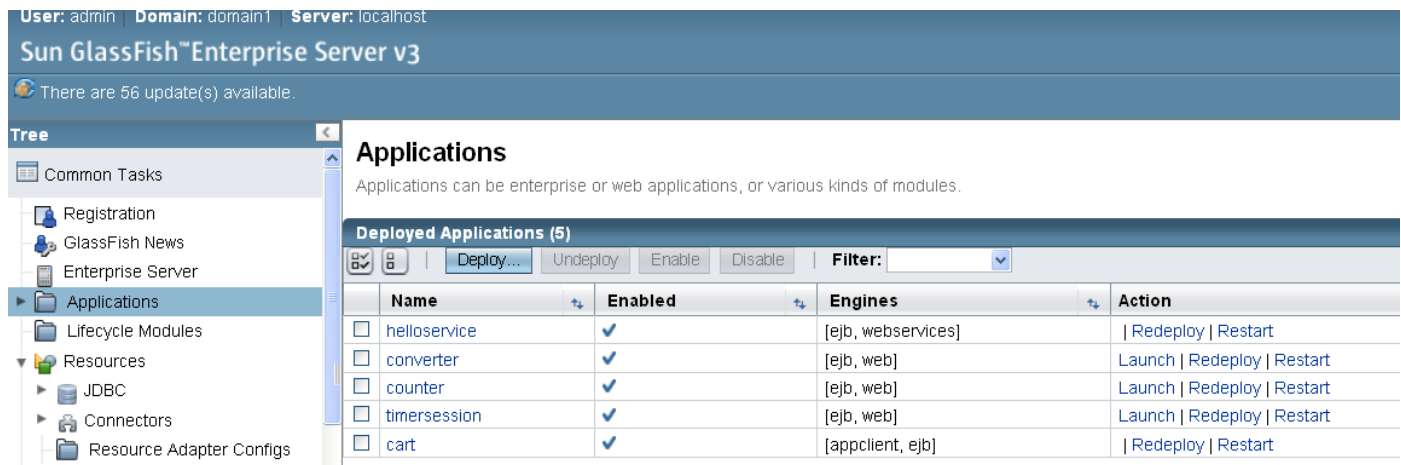 User: admin Domain: domain1 Server: localhost
Sun GlassFish™Enterprise Server v3
There are 56 update(s) available.
Tree
Common Tasks
Registration
GlassFish News
Enterprise Server
Applications
Lifecycle Modules
Resources
JDBC
Connectors
Resource Adapter Configs
Applications
Applications can be enterprise or web applications, or various kinds of modules.
Deployed Applications (5)
Deploy... Undeploy Enable Disable | Filter:
Name Enabled Engines Action
helloservice [ejb, webservices] | Redeploy | Restart
converter [ejb, web] Launch | Redeploy | Restart
counter [ejb, web] Launch | Redeploy | Restart
timersession [ejb, web] Launch | Redeploy | Restart
cart [appclient, ejb] | Redeploy | Restart